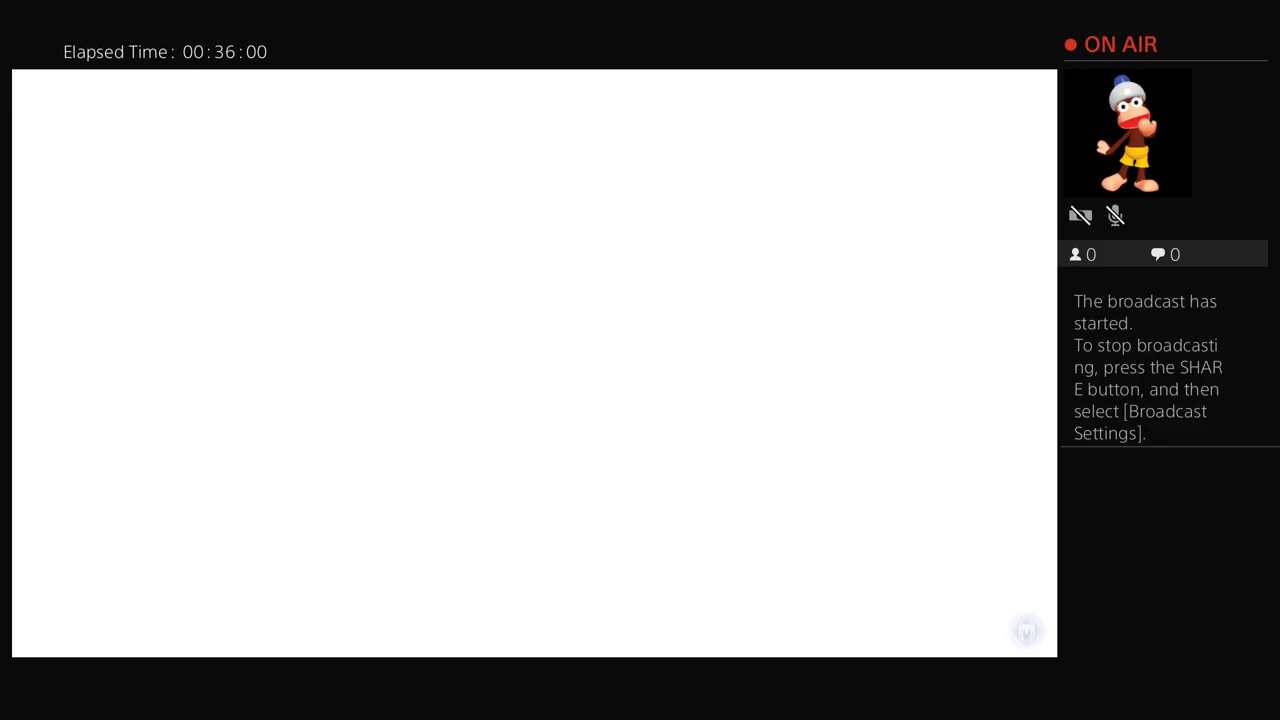 Elapsed Time: 00:36:00
ON AIR
0
0
The broadcast has
started.
To stop broadcasti
ng, press the SHAR
E button, and then
select [Broadcast
Settings].